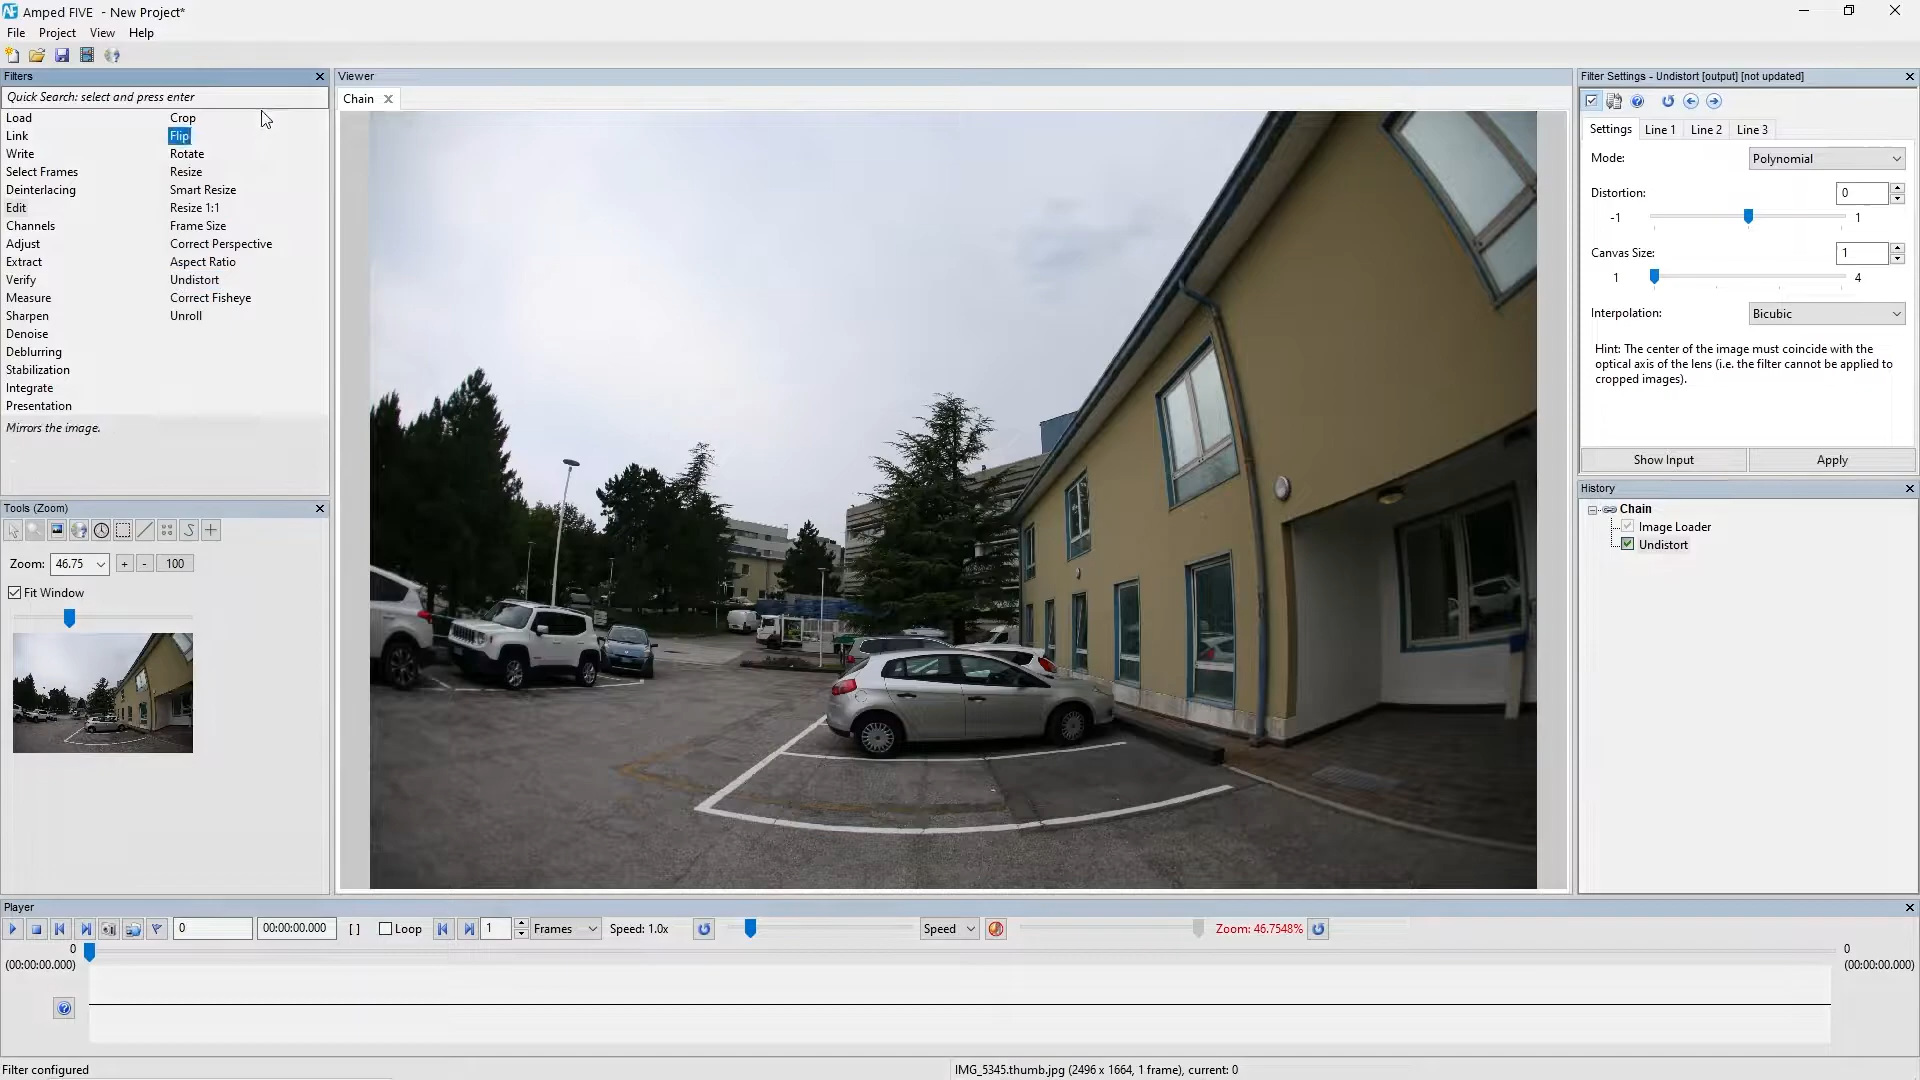 Amped FIVE - New Project*
File Project View Help
Filters
Quick Search: select and press enter
Load
Link
Write
Select Frames
Deinterlacing
Edit
Channels
Adjust
Extract
Verify
Measure
Sharpen
Denoise
Deblurring
Stabilization
Integrate
Presentation
Crop
Flip
Rotate
Resize
Smart Resize
Resize 1:1
Frame Size
Correct Perspective
Aspect Ratio
Undistort
Correct Fisheye
Unroll
Mirrors the image.
Tools (Zoom)
Zoom: 46.75 + - 100
Fit Window
Viewer
Chain
Filter Settings - Undistort [output] [not updated]
Settings Line 1 Line 2 Line 3
Mode: Polynomial
Distortion: 0
-1 1
Canvas Size: 1
1 4
Interpolation: Bicubic
Hint: The center of the image must coincide with the
optical axis of the lens (i.e. the filter cannot be applied to
cropped images).
Show Input Apply
History
Chain
Image Loader
Undistort
Player
0 00:00:00.000 [ ] Loop 1 Frames Speed: 1.0x Speed Zoom: 46.7548%
0 0
(00:00:00.000) (00:00:00.000)
Filter configured IMG_5345.thumb.jpg (2496 x 1664, 1 frame), current: 0